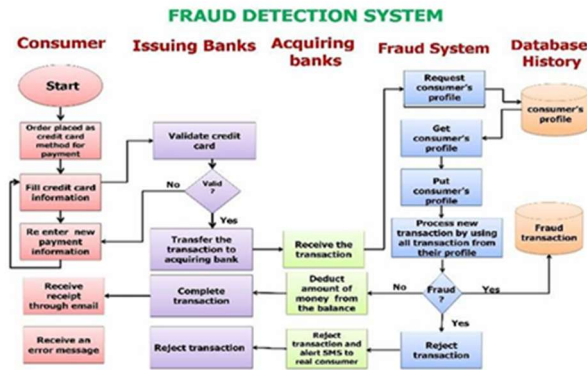 FRAUD DETECTION SYSTEM
Consumer
Issuing Banks
Acquiring
banks
Fraud System
Database
History
Start
Order placed as
credit card
method for
payment
Fill credit card
information
Re enter new
payment
information
Receive
receipt
through email
Receive an
error message
Validate credit
card
Valid
?
No
Yes
Transfer the
transaction to
acquiring bank
Complete
transaction
Reject transaction
Receive the
transaction
Deduct
amount of
money from
the balance
Reject
transaction and
alert SMS to
real consumer
Request
consumer's
profile
Get
consumer's
profile
Put
consumer's
profile
Process new
transaction by using
all transaction from
their profile
Fraud
?
No
Yes
Yes
Reject
transaction
consumer's
profile
Fraud
transaction